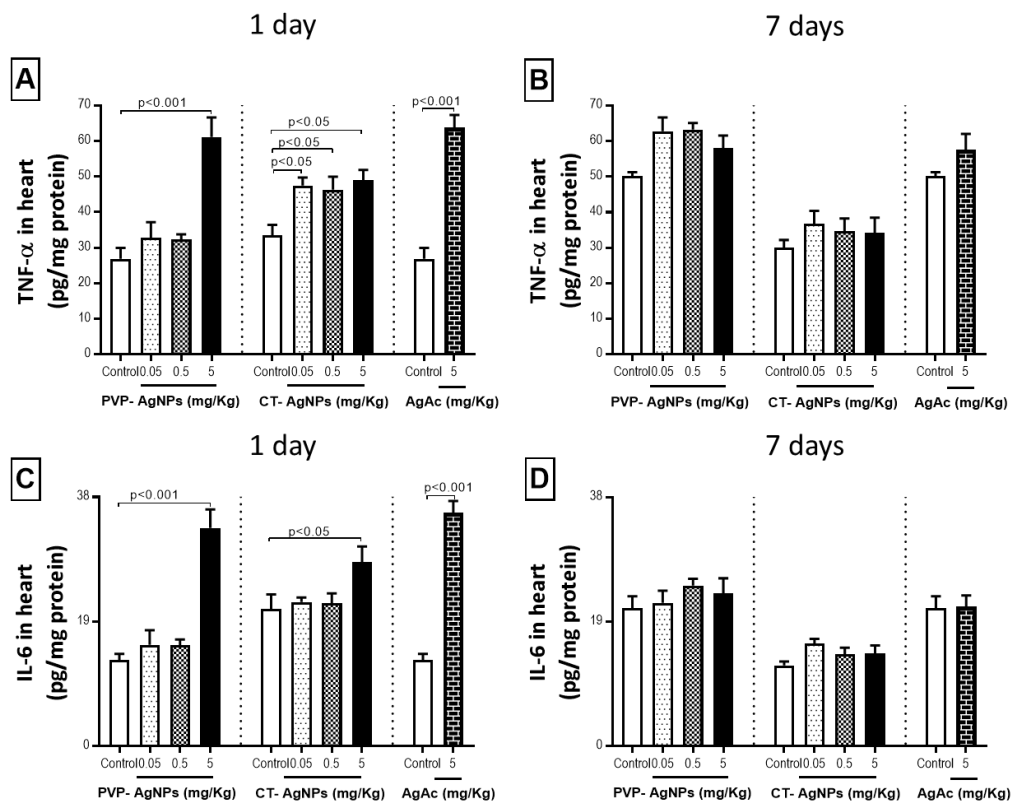 1 day
7 days
A
TNF-α in heart
(pg/mg protein)
70
60
50
40
30
20
10
0
p<0.001
p<0.05
p<0.05
p<0.05
p<0.001
Control 0.05 0.5 5 Control 0.05 0.5 5 Control 5
PVP- AgNPs (mg/Kg) CT- AgNPs (mg/Kg) AgAc (mg/Kg)
B
TNF-α in heart
(pg/mg protein)
70
60
50
40
30
20
10
0
Control 0.05 0.5 5 Control 0.05 0.5 5 Control 5
PVP- AgNPs (mg/Kg) CT- AgNPs (mg/Kg) AgAc (mg/Kg)
1 day
7 days
C
IL-6 in heart
(pg/mg protein)
38
19
0
p<0.001
p<0.05
p<0.001
Control 0.05 0.5 5 Control 0.05 0.5 5 Control 5
PVP- AgNPs (mg/Kg) CT- AgNPs (mg/Kg) AgAc (mg/Kg)
D
IL-6 in heart
(pg/mg protein)
38
19
0
Control 0.05 0.5 5 Control 0.05 0.5 5 Control 5
PVP- AgNPs (mg/Kg) CT- AgNPs (mg/Kg) AgAc (mg/Kg)